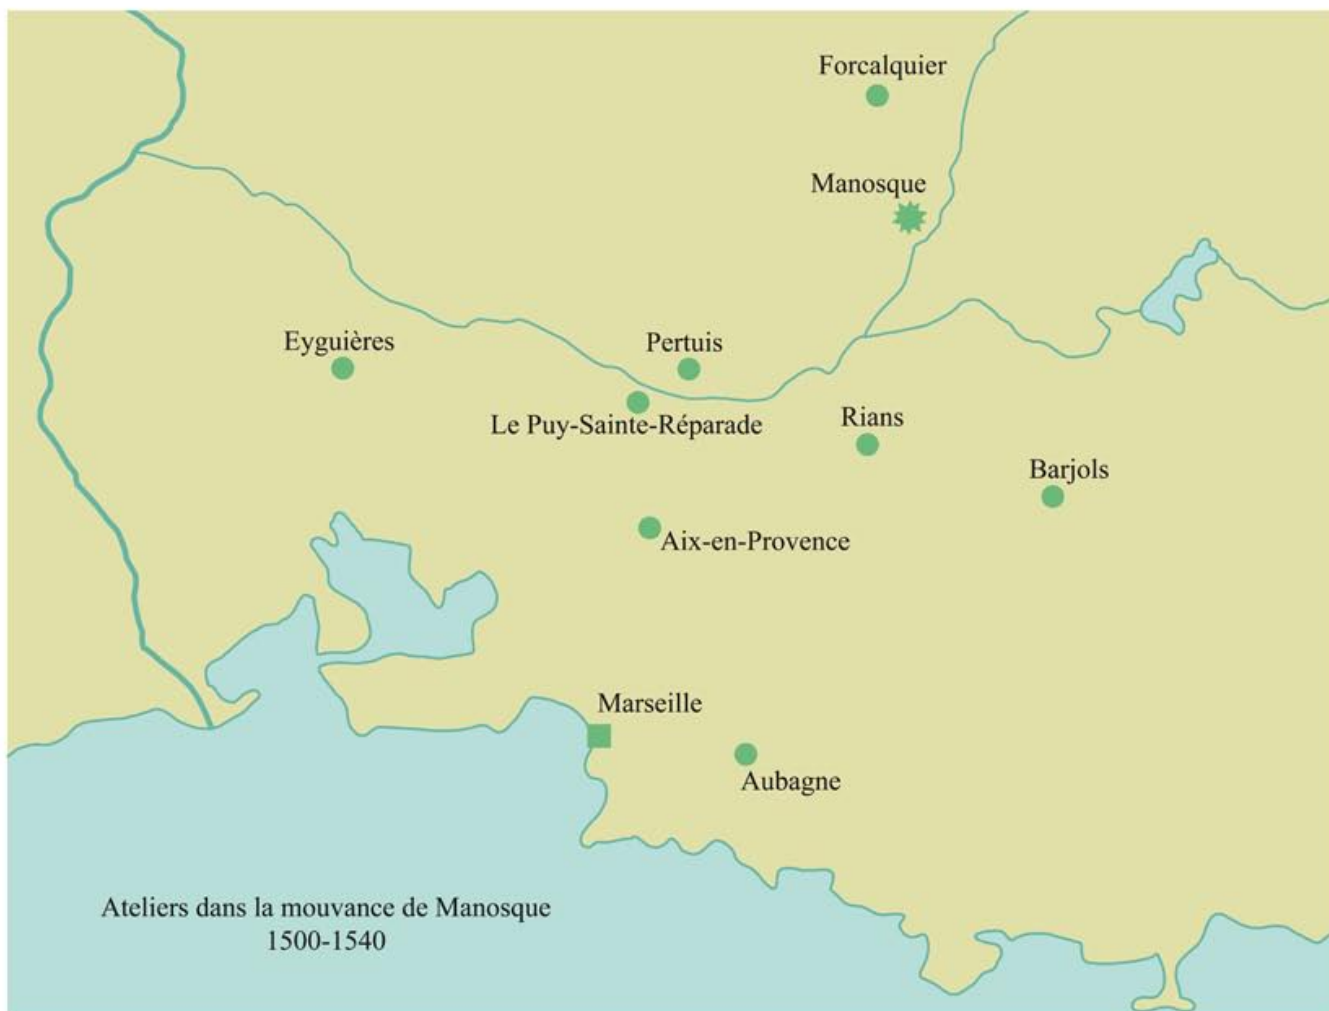 Forcalquier
Manosque
Eyguières
Pertuis
Le Puy-Sainte-Réparade
Rians
Barjols
Aix-en-Provence
Marseille
Aubagne
Ateliers dans la mouvance de Manosque
1500-1540